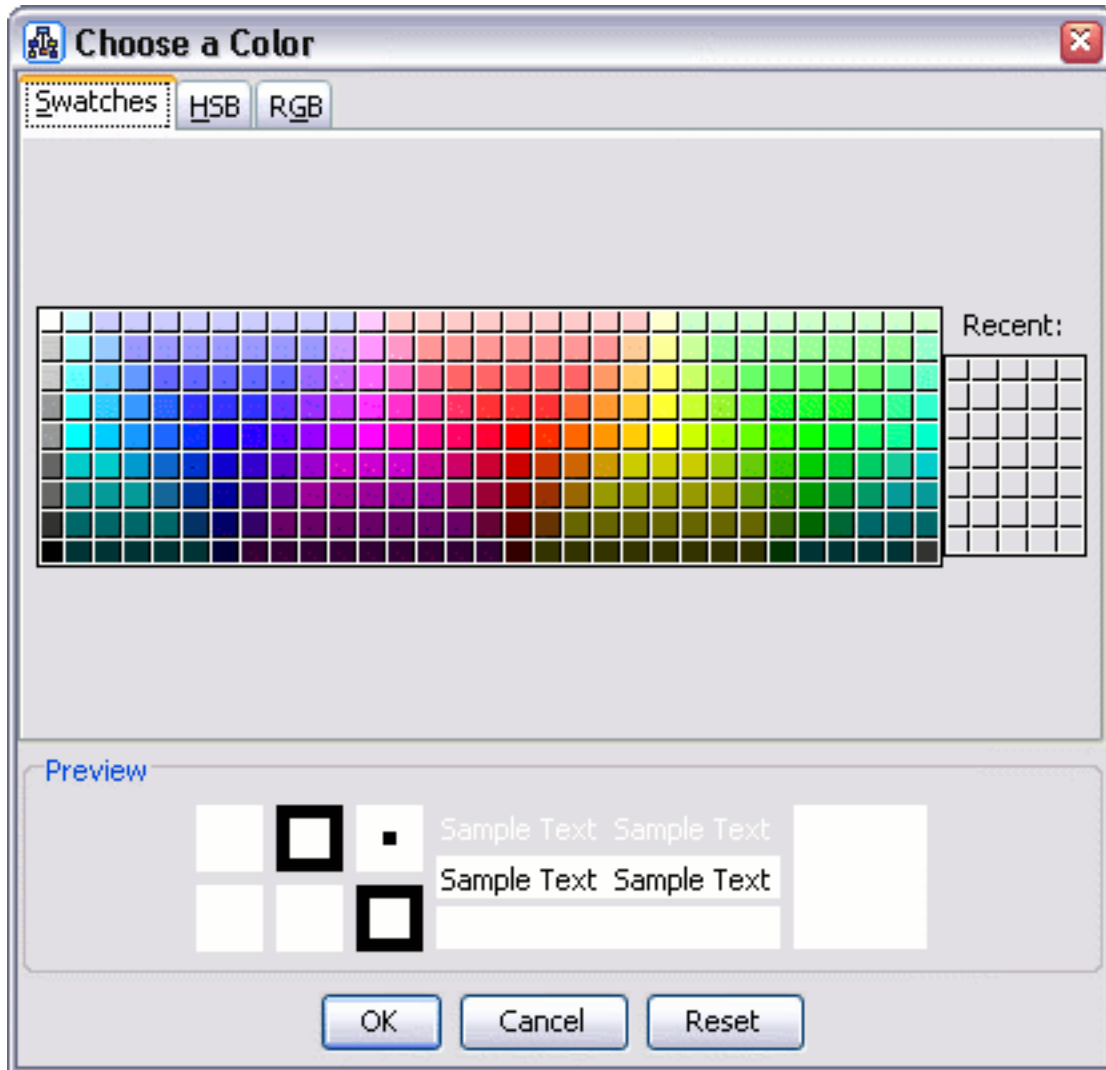 Choose a Color
Swatches HSB RGB
Recent:
Preview
Sample Text Sample Text
Sample Text Sample Text
OK Cancel Reset